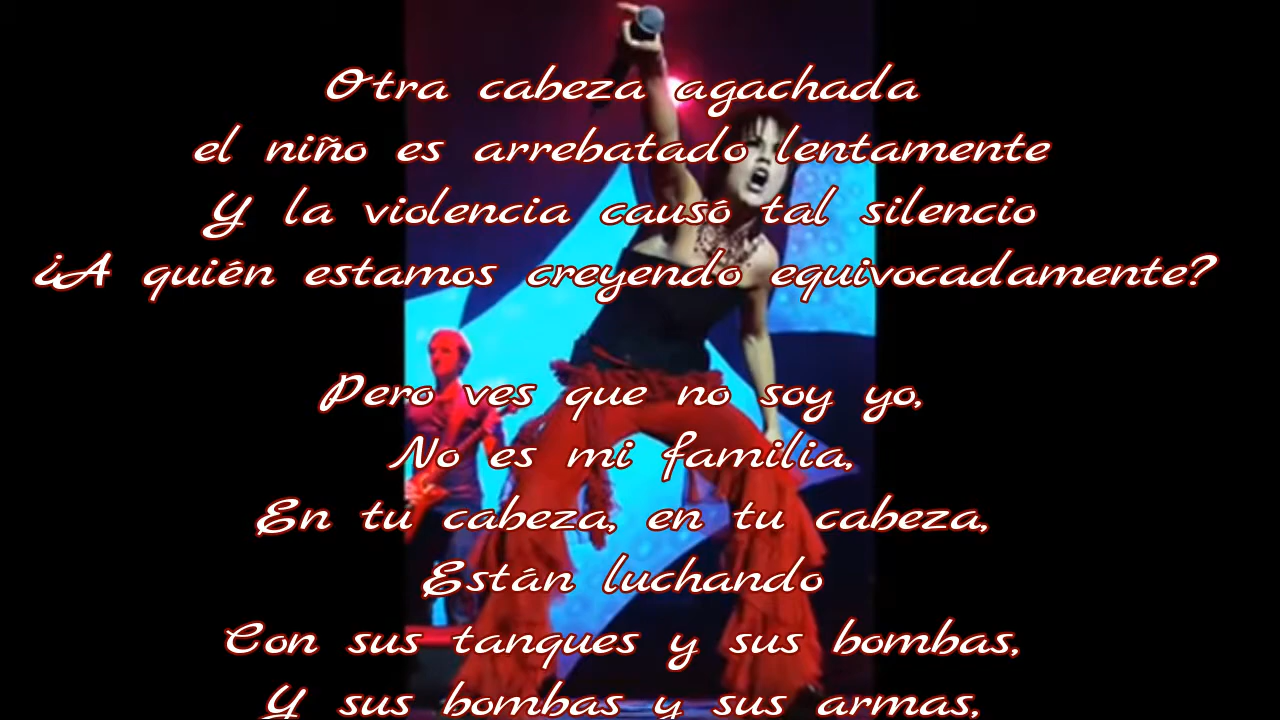 Otra cabeza agachada
el niño es arrebatado lentamente
Y la violencia causó tal silencio
¿A quién estamos creyendo equivocadamente?
Pero ves que no soy yo,
No es mi familia,
En tu cabeza, en tu cabeza,
Están luchando
Con sus tanques y sus bombas,
Y sus bombas y sus armas,